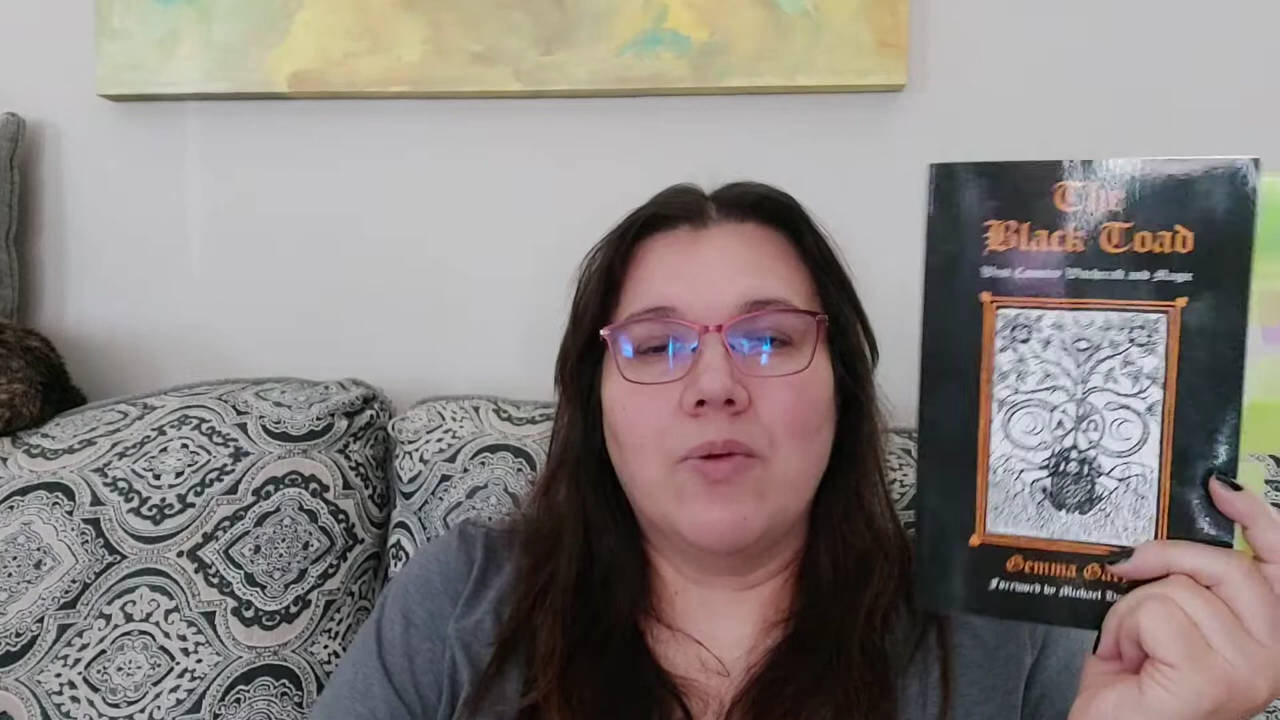 The
Black Toad
West Country Witchcraft and Magic
Gemma
Foreword by Michael